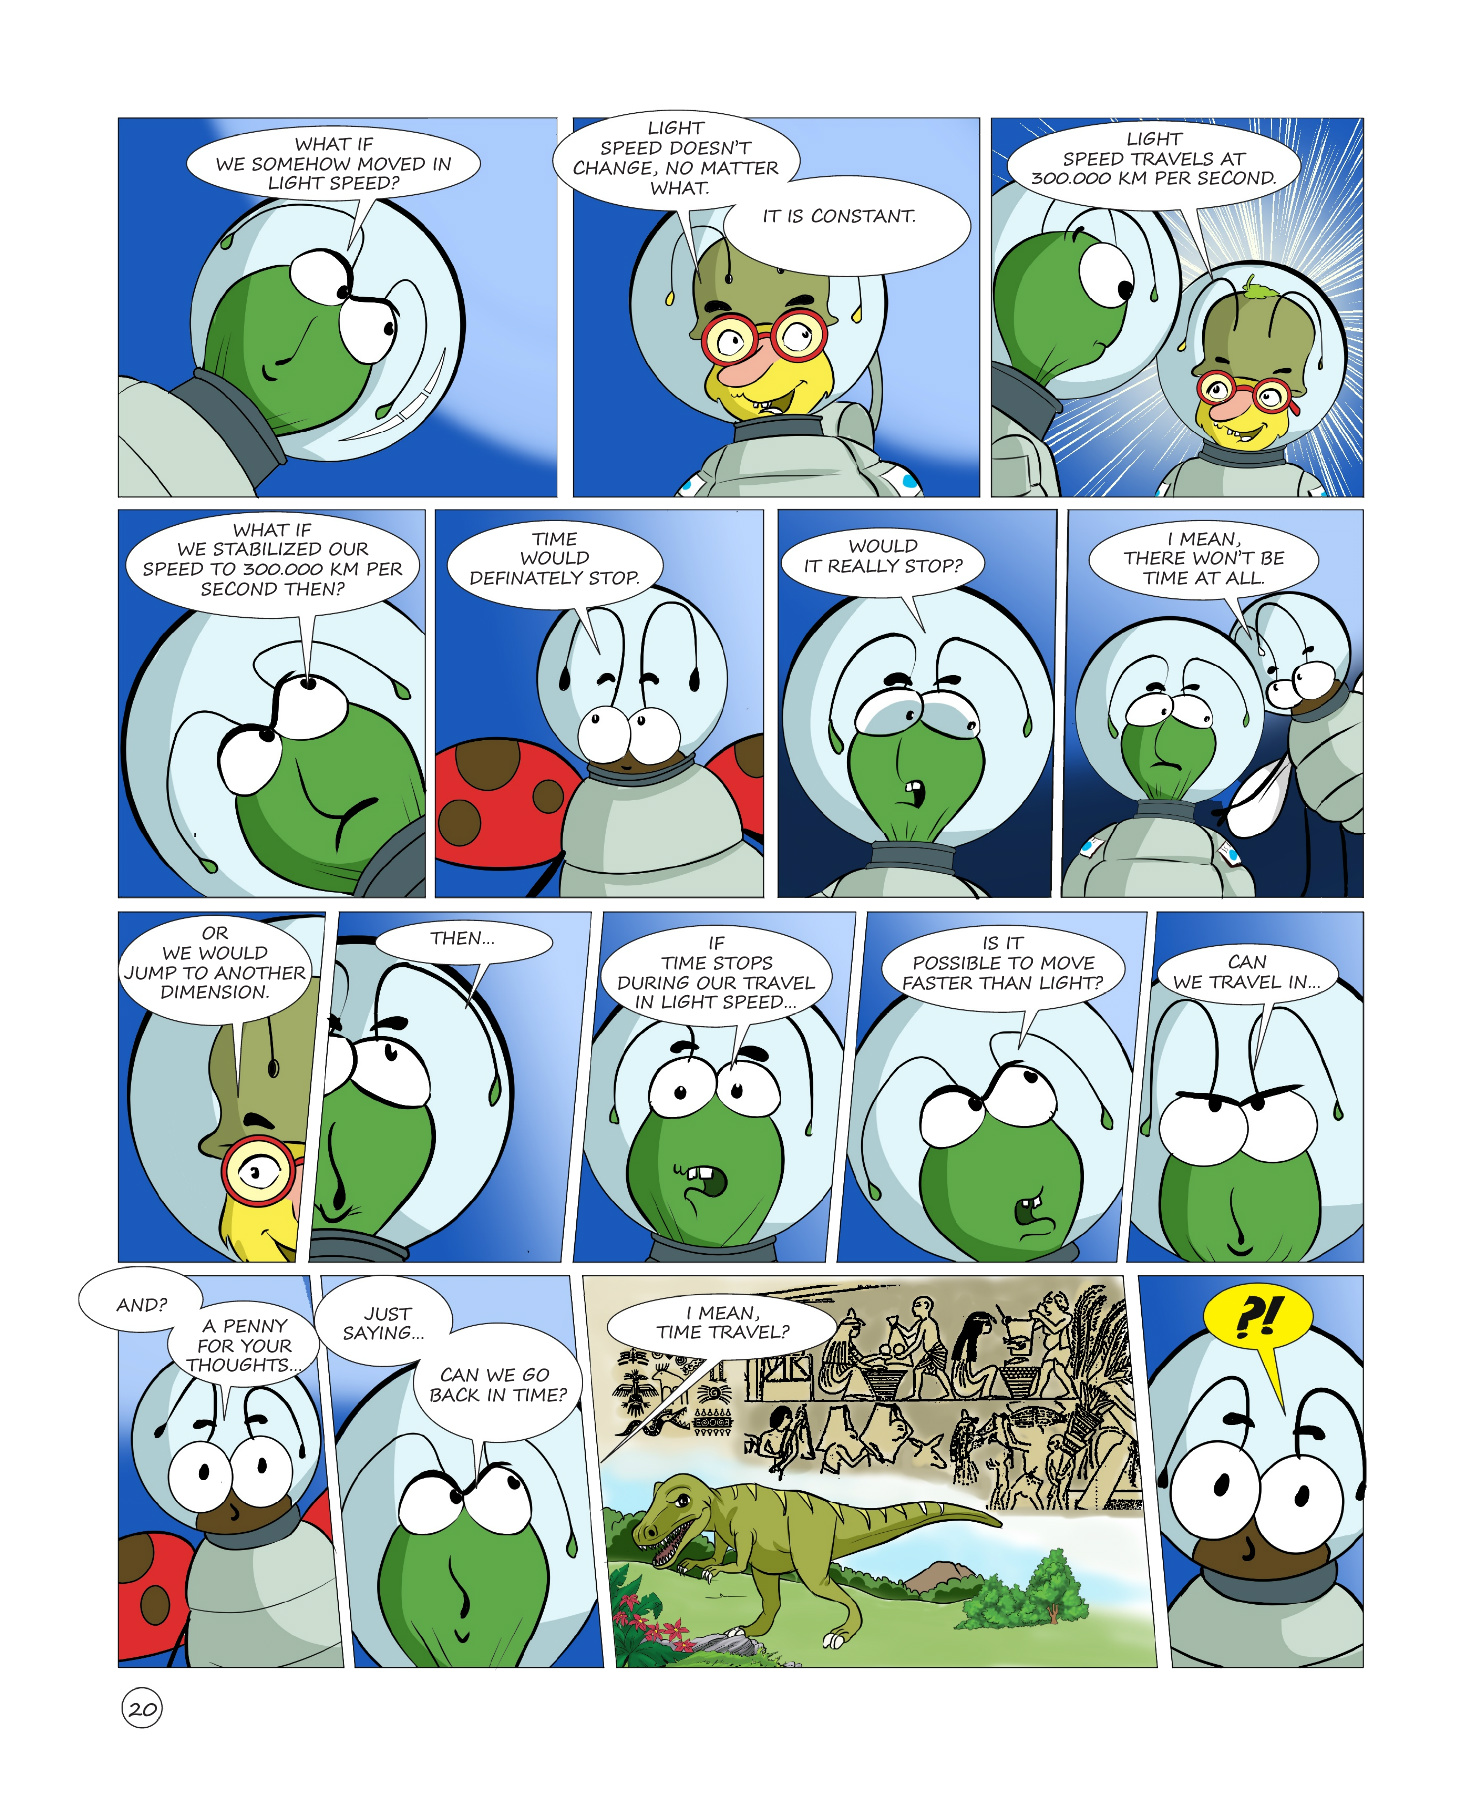 WHAT IF
WE SOMEHOW MOVED IN
LIGHT SPEED?
LIGHT
SPEED DOESN'T
CHANGE, NO MATTER
WHAT.
IT IS CONSTANT.
LIGHT
SPEED TRAVELS AT
300.000 KM PER SECOND.
WHAT IF
WE STABILIZED OUR
SPEED TO 300.000 KM PER
SECOND THEN?
TIME
WOULD
DEFINATELY STOP.
WOULD
IT REALLY STOP?
I MEAN,
THERE WON'T BE
TIME AT ALL.
OR
WE WOULD
JUMP TO ANOTHER
DIMENSION.
THEN...
IF
TIME STOPS
DURING OUR TRAVEL
IN LIGHT SPEED...
IS IT
POSSIBLE TO MOVE
FASTER THAN LIGHT?
CAN
WE TRAVEL IN...
AND?
A PENNY
FOR YOUR
THOUGHTS...
JUST
SAYING...
CAN WE GO
BACK IN TIME?
I MEAN,
TIME TRAVEL?
?!
20